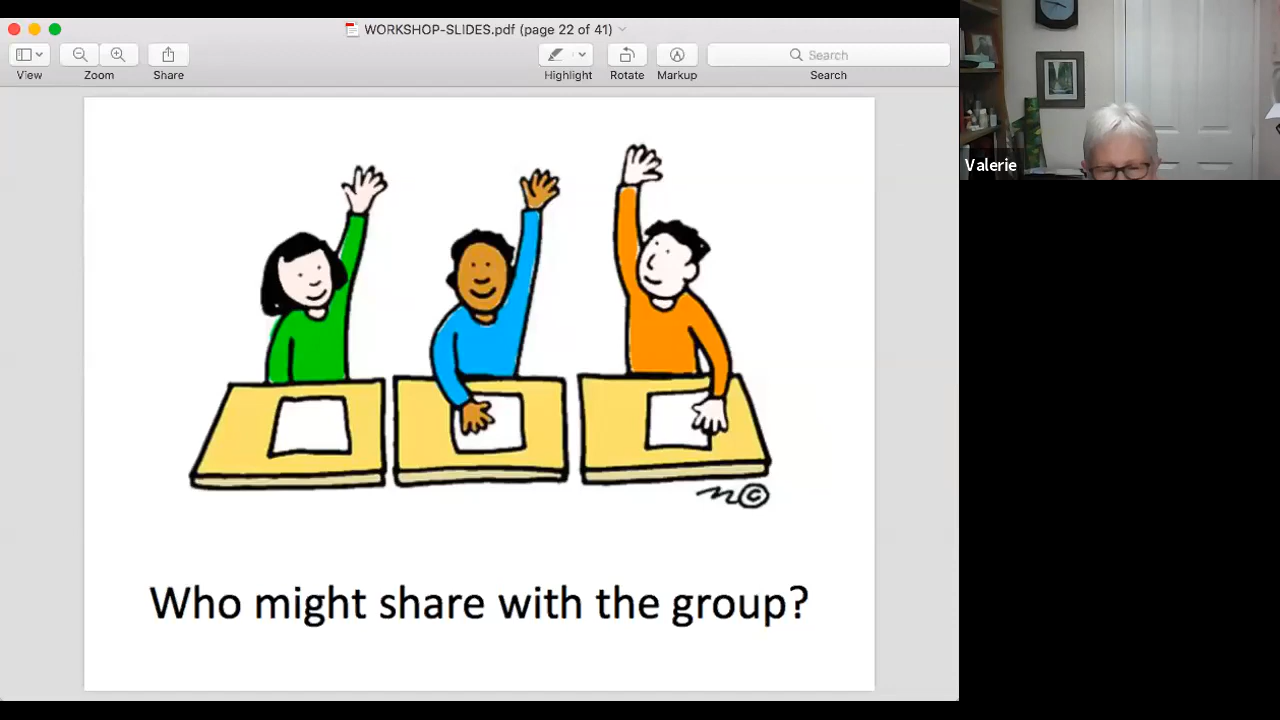 WORKSHOP-SLIDES.pdf (page 22 of 41)
View
Zoom
Share
Highlight
Rotate
Markup
Search
Search
Valerie
©
Who might share with the group?